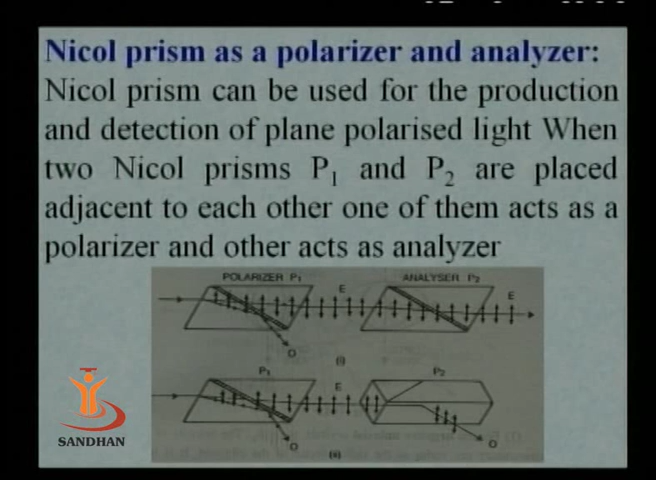 Nicol prism as a polarizer and analyzer:
Nicol prism can be used for the production
and detection of plane polarised light When
two Nicol prisms P1 and P2 are placed
adjacent to each other one of them acts as a
polarizer and other acts as analyzer
POLARIZER P1
ANALYSER P2
E
E
O
(i)
P1
P2
E
O
O
(ii)
SANDHAN